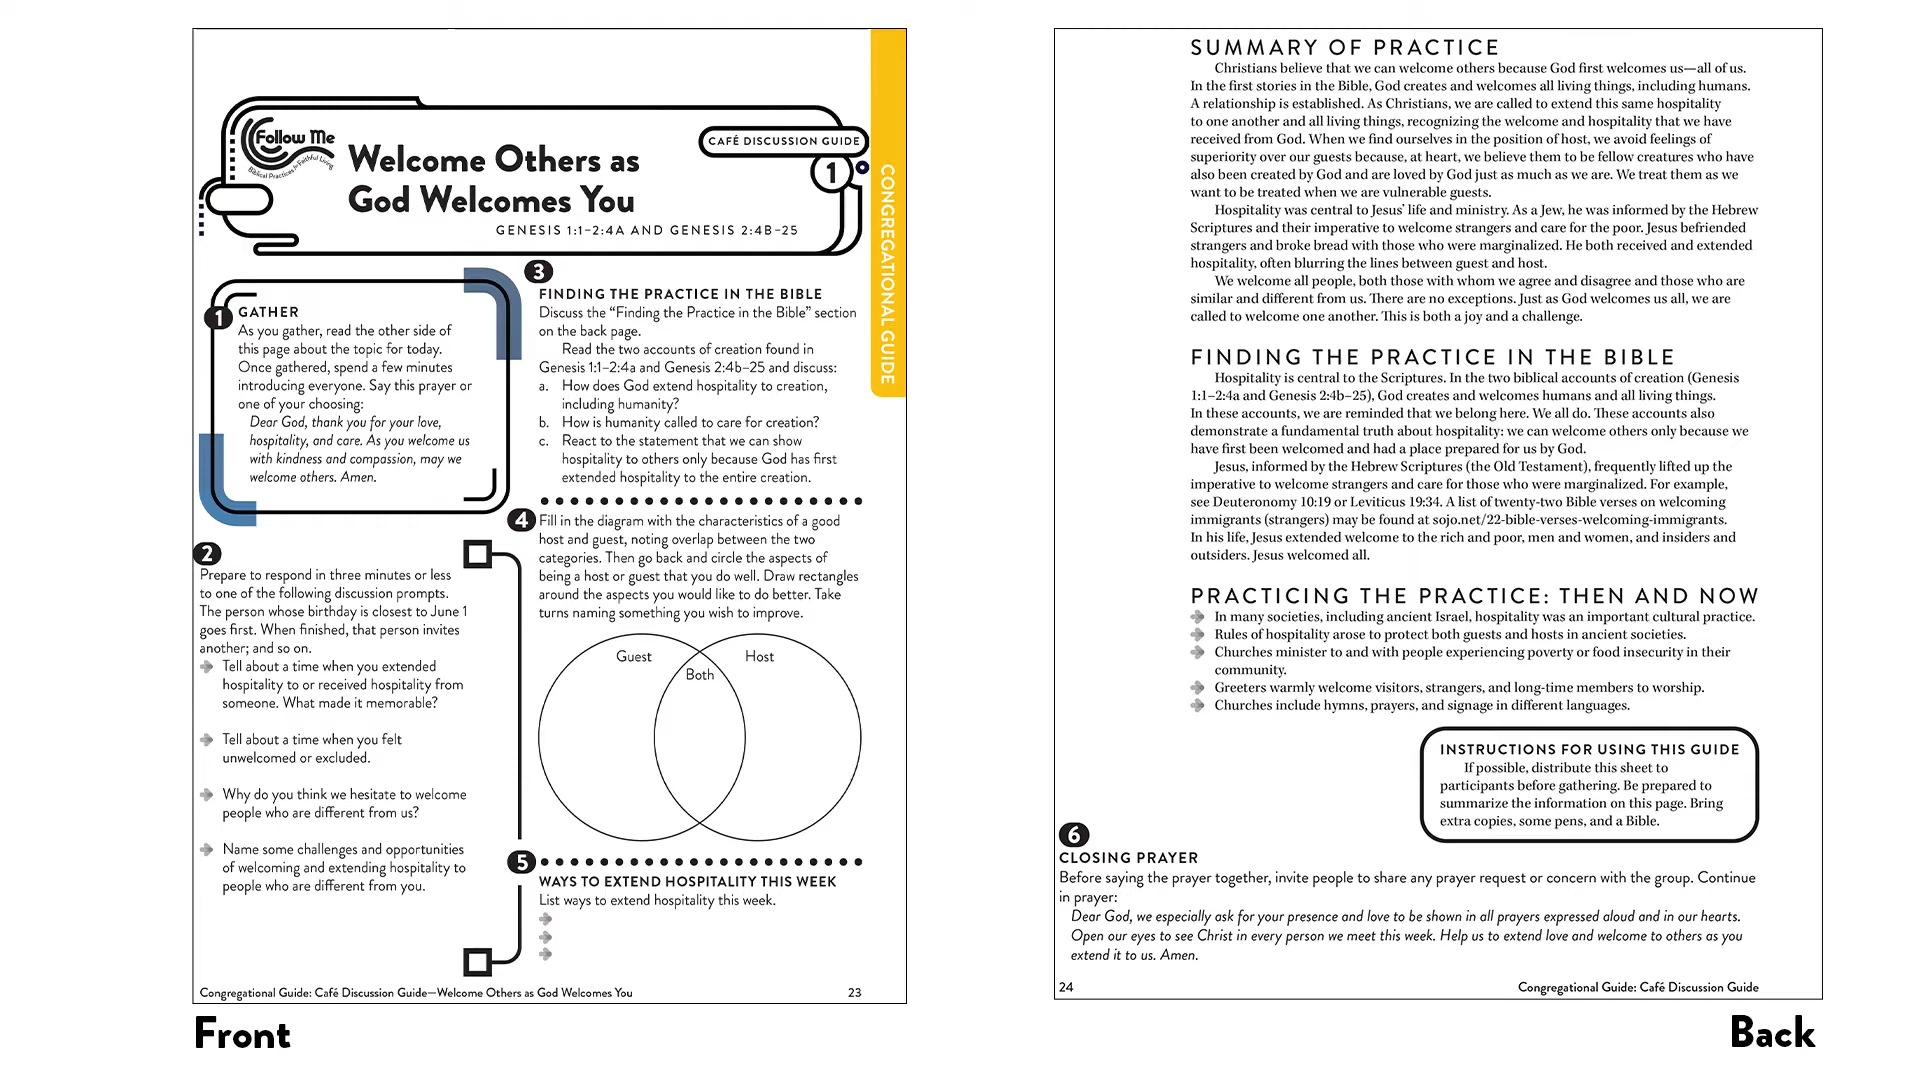 Follow Me
Biblical Practices for Faithful Living
Welcome Others as
God Welcomes You
CAFÉ DISCUSSION GUIDE
1
GENESIS 1:1–2:4A AND GENESIS 2:4B–25
CONGREGATIONAL GUIDE
1
GATHER
As you gather, read the other side of
this page about the topic for today.
Once gathered, spend a few minutes
introducing everyone. Say this prayer or
one of your choosing:
Dear God, thank you for your love,
hospitality, and care. As you welcome us
with kindness and compassion, may we
welcome others. Amen.
2
Prepare to respond in three minutes or less
to one of the following discussion prompts.
The person whose birthday is closest to June 1
goes first. When finished, that person invites
another; and so on.
Tell about a time when you extended
hospitality to or received hospitality from
someone. What made it memorable?
Tell about a time when you felt
unwelcomed or excluded.
Why do you think we hesitate to welcome
people who are different from us?
Name some challenges and opportunities
of welcoming and extending hospitality to
people who are different from you.
3
FINDING THE PRACTICE IN THE BIBLE
Discuss the “Finding the Practice in the Bible” section
on the back page.
Read the two accounts of creation found in
Genesis 1:1–2:4a and Genesis 2:4b–25 and discuss:
a. How does God extend hospitality to creation,
including humanity?
b. How is humanity called to care for creation?
c. React to the statement that we can show
hospitality to others only because God has first
extended hospitality to the entire creation.
4
Fill in the diagram with the characteristics of a good
host and guest, noting overlap between the two
categories. Then go back and circle the aspects of
being a host or guest that you do well. Draw rectangles
around the aspects you would like to do better. Take
turns naming something you wish to improve.
Guest
Host
Both
5
WAYS TO EXTEND HOSPITALITY THIS WEEK
List ways to extend hospitality this week.
Congregational Guide: Café Discussion Guide—Welcome Others as God Welcomes You
23
Front
SUMMARY OF PRACTICE
Christians believe that we can welcome others because God first welcomes us—all of us.
In the first stories in the Bible, God creates and welcomes all living things, including humans.
A relationship is established. As Christians, we are called to extend this same hospitality
to one another and all living things, recognizing the welcome and hospitality that we have
received from God. When we find ourselves in the position of host, we avoid feelings of
superiority over our guests because, at heart, we believe them to be fellow creatures who have
also been created by God and are loved by God just as much as we are. We treat them as we
want to be treated when we are vulnerable guests.
Hospitality was central to Jesus’ life and ministry. As a Jew, he was informed by the Hebrew
Scriptures and their imperative to welcome strangers and care for the poor. Jesus befriended
strangers and broke bread with those who were marginalized. He both received and extended
hospitality, often blurring the lines between guest and host.
We welcome all people, both those with whom we agree and disagree and those who are
similar and different from us. There are no exceptions. Just as God welcomes us all, we are
called to welcome one another. This is both a joy and a challenge.
FINDING THE PRACTICE IN THE BIBLE
Hospitality is central to the Scriptures. In the two biblical accounts of creation (Genesis
1:1–2:4a and Genesis 2:4b–25), God creates and welcomes humans and all living things.
In these accounts, we are reminded that we belong here. We all do. These accounts also
demonstrate a fundamental truth about hospitality: we can welcome others only because we
have first been welcomed and had a place prepared for us by God.
Jesus, informed by the Hebrew Scriptures (the Old Testament), frequently lifted up the
imperative to welcome strangers and care for those who were marginalized. For example,
see Deuteronomy 10:19 or Leviticus 19:34. A list of twenty-two Bible verses on welcoming
immigrants (strangers) may be found at sojo.net/22-bible-verses-welcoming-immigrants.
In his life, Jesus extended welcome to the rich and poor, men and women, and insiders and
outsiders. Jesus welcomed all.
PRACTICING THE PRACTICE: THEN AND NOW
In many societies, including ancient Israel, hospitality was an important cultural practice.
Rules of hospitality arose to protect both guests and hosts in ancient societies.
Churches minister to and with people experiencing poverty or food insecurity in their
community.
Greeters warmly welcome visitors, strangers, and long-time members to worship.
Churches include hymns, prayers, and signage in different languages.
INSTRUCTIONS FOR USING THIS GUIDE
If possible, distribute this sheet to
participants before gathering. Be prepared to
summarize the information on this page. Bring
extra copies, some pens, and a Bible.
6
CLOSING PRAYER
Before saying the prayer together, invite people to share any prayer request or concern with the group. Continue
in prayer:
Dear God, we especially ask for your presence and love to be shown in all prayers expressed aloud and in our hearts.
Open our eyes to see Christ in every person we meet this week. Help us to extend love and welcome to others as you
extend it to us. Amen.
24
Congregational Guide: Café Discussion Guide
Back